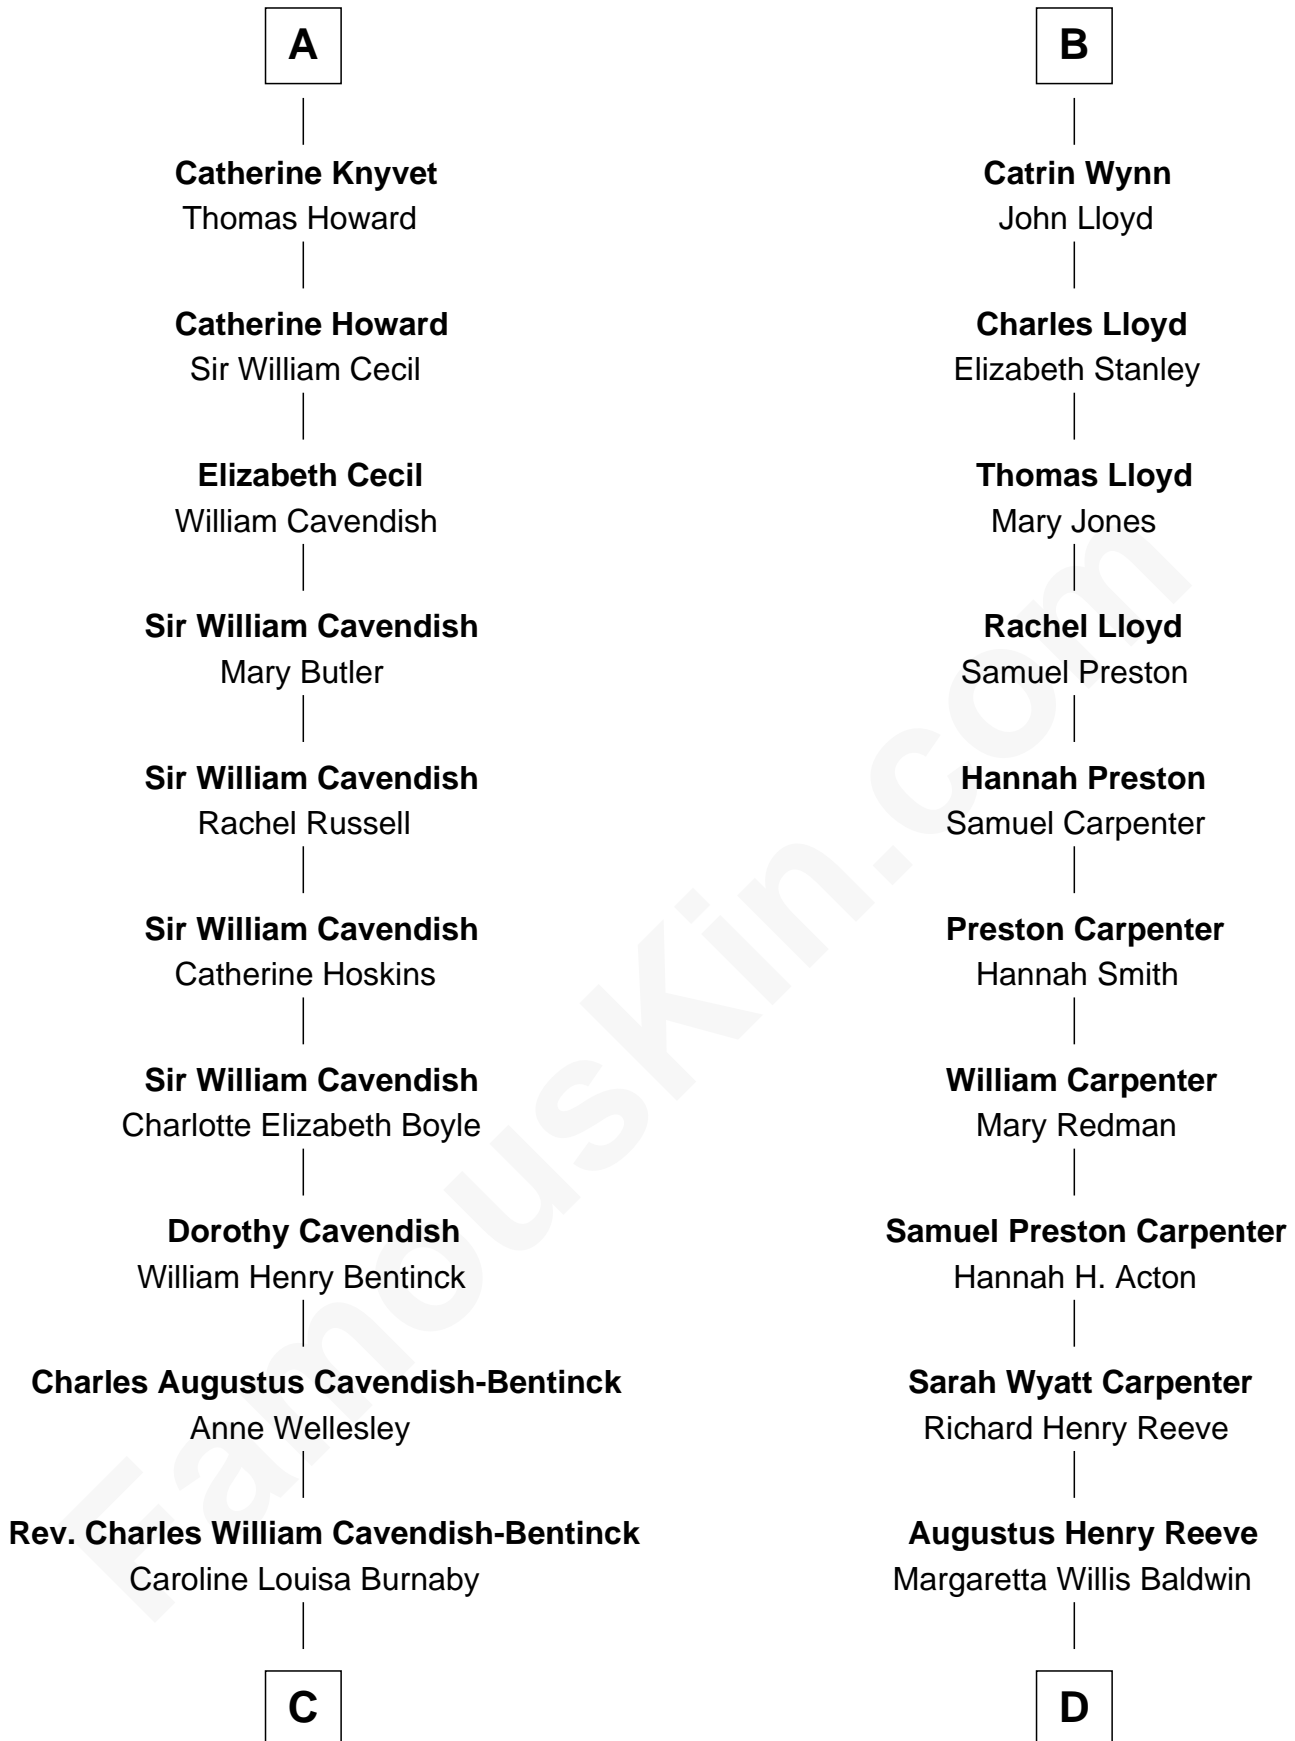 A
Catherine Knyvet
Thomas Howard
Catherine Howard
Sir William Cecil
Elizabeth Cecil
William Cavendish
Sir William Cavendish
Mary Butler
Sir William Cavendish
Rachel Russell
Sir William Cavendish
Catherine Hoskins
Sir William Cavendish
Charlotte Elizabeth Boyle
Dorothy Cavendish
William Henry Bentinck
Charles Augustus Cavendish-Bentinck
Anne Wellesley
Rev. Charles William Cavendish-Bentinck
Caroline Louisa Burnaby
C
B
Catrin Wynn
John Lloyd
Charles Lloyd
Elizabeth Stanley
Thomas Lloyd
Mary Jones
Rachel Lloyd
Samuel Preston
Hannah Preston
Samuel Carpenter
Preston Carpenter
Hannah Smith
William Carpenter
Mary Redman
Samuel Preston Carpenter
Hannah H. Acton
Sarah Wyatt Carpenter
Richard Henry Reeve
Augustus Henry Reeve
Margaretta Willis Baldwin
D
FamousKin.com